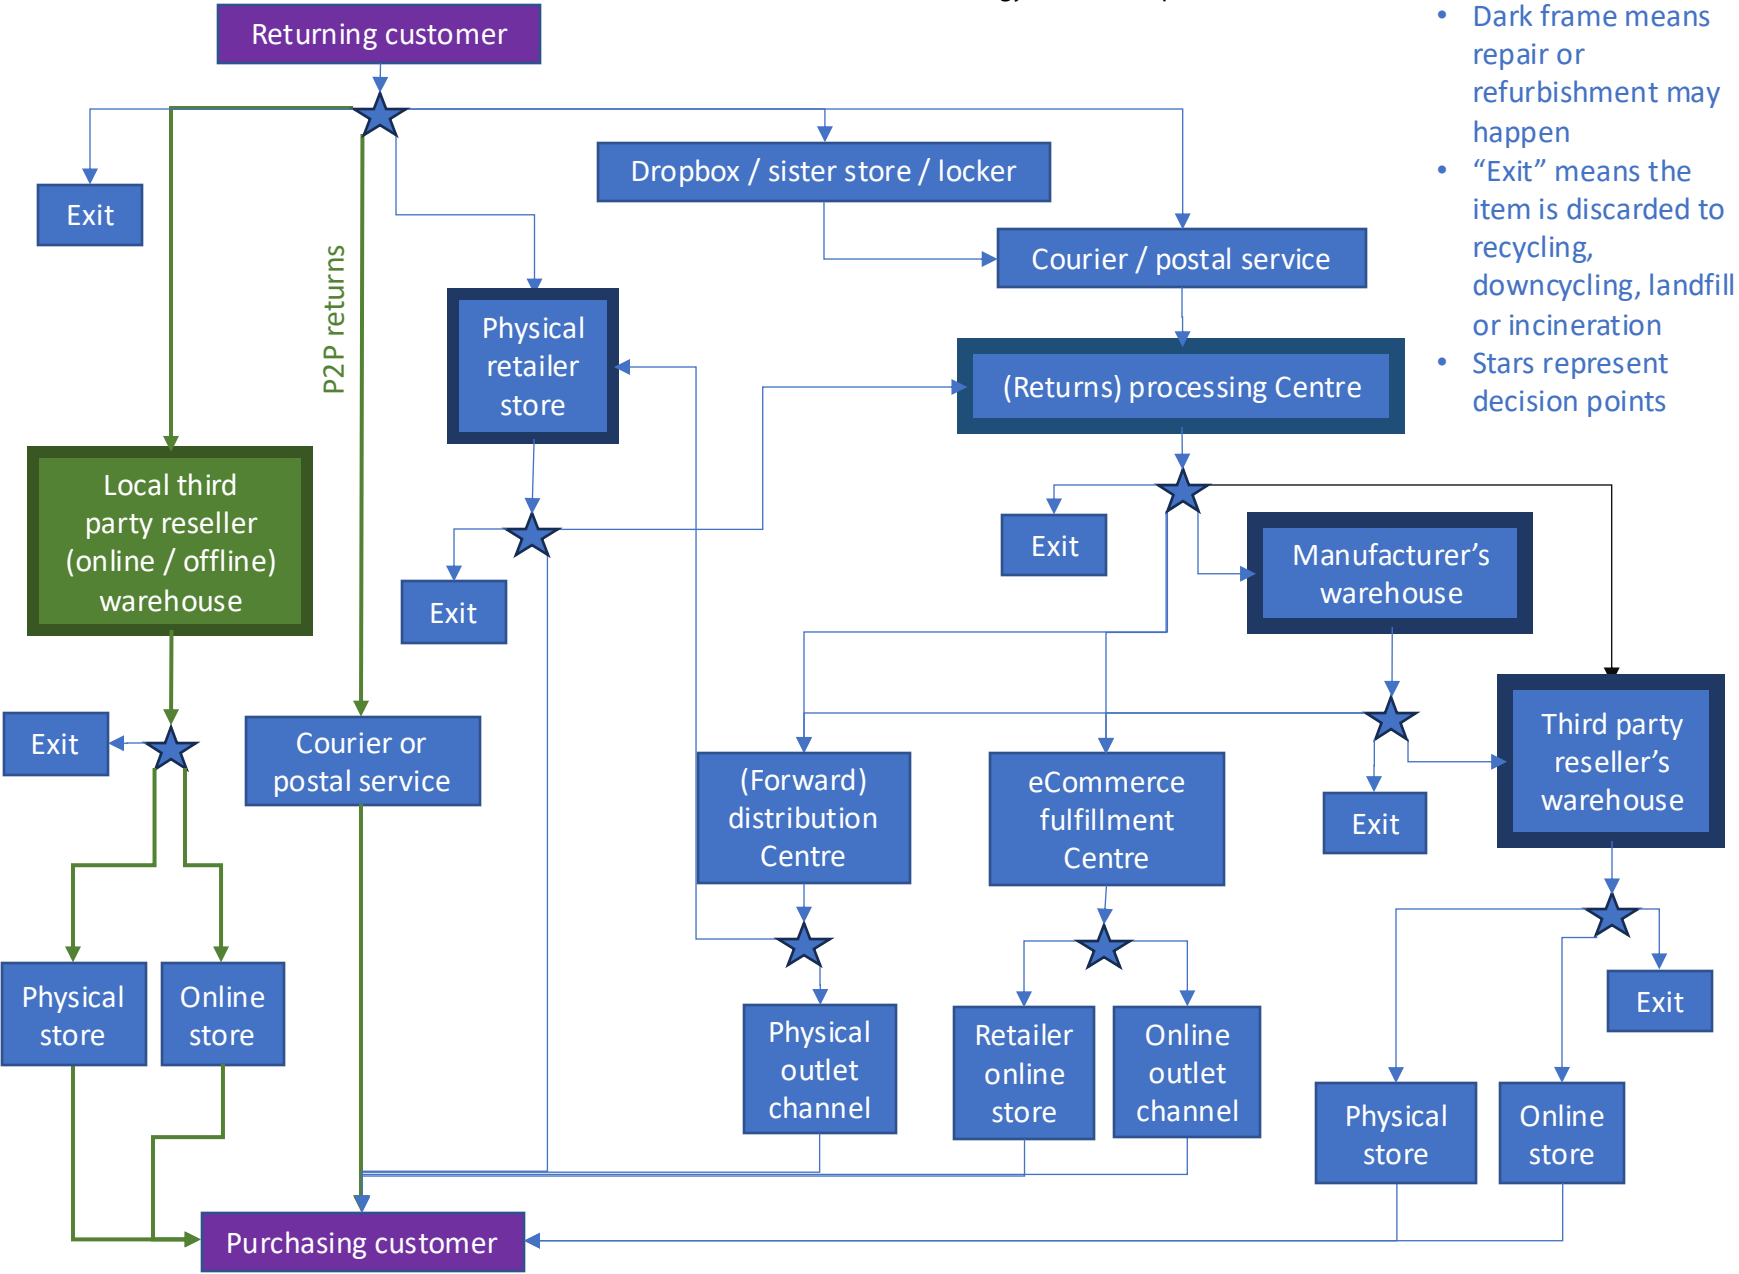 Returning customer
• Dark frame means
repair or
refurbishment may
happen
• “Exit” means the
item is discarded to
recycling,
downcycling, landfill
or incineration
• Stars represent
decision points
Dropbox / sister store / locker
Exit
Courier / postal service
P2P returns
Physical
retailer
store
(Returns) processing Centre
Local third
party reseller
(online / offline)
warehouse
Exit
Exit
Manufacturer’s
warehouse
Exit
Courier or
postal service
(Forward)
distribution
Centre
eCommerce
fulfillment
Centre
Exit
Third party
reseller’s
warehouse
Physical
store
Online
store
Physical
outlet
channel
Retailer
online
store
Online
outlet
channel
Exit
Physical
store
Online
store
Purchasing customer